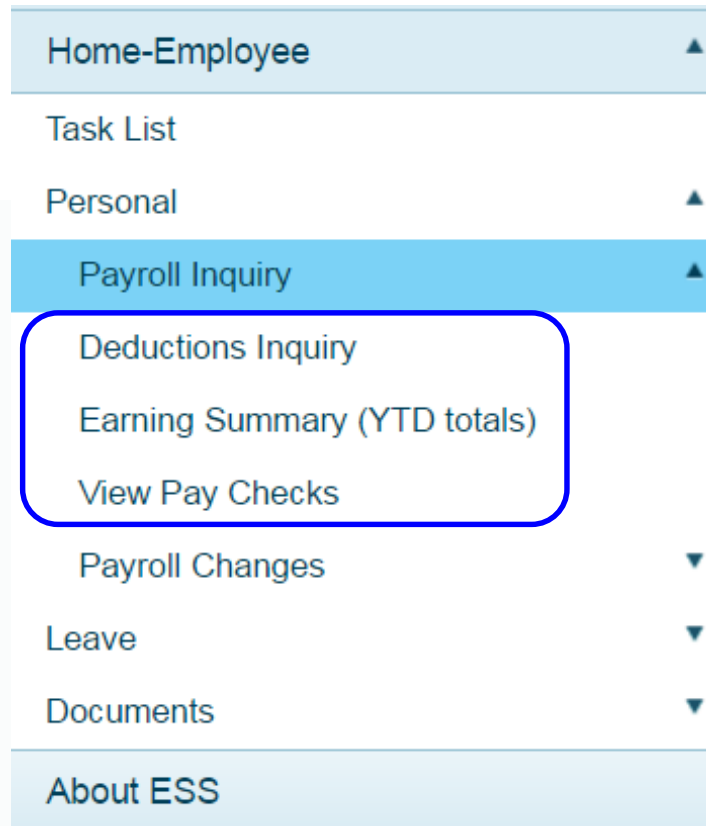 Home-Employee
Task List
Personal
Payroll Inquiry
Deductions Inquiry
Earning Summary (YTD totals)
View Pay Checks
Payroll Changes
Leave
Documents
About ESS